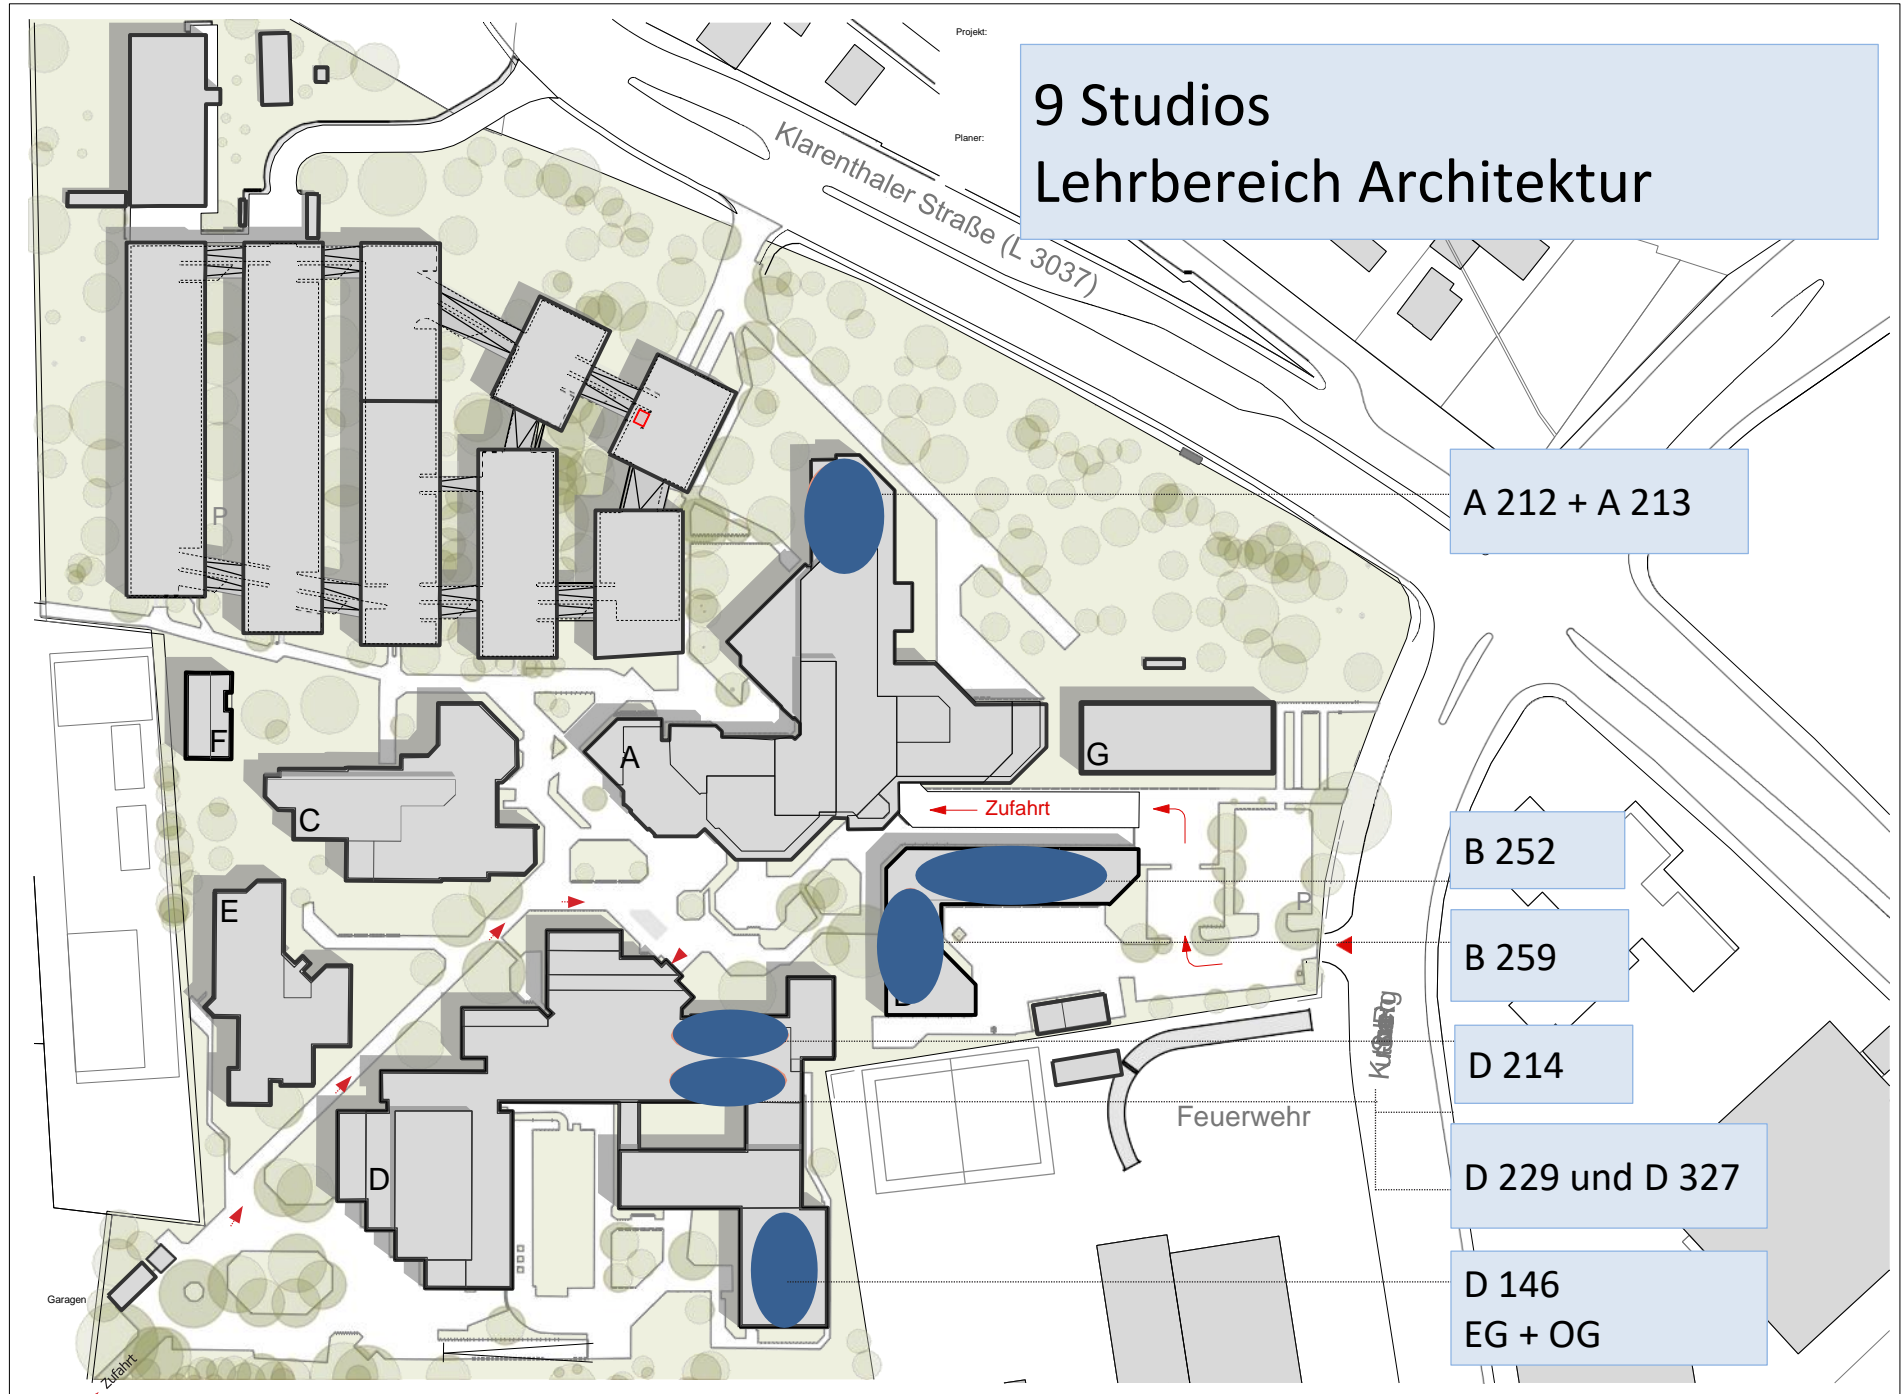 Projekt:
Planer:
9 Studios
Lehrbereich Architektur
Klarenthaler Straße (L 3037)
A 212 + A 213
P
F
A
G
C
Zufahrt
B 252
E
P
B 259
D 214
Feuerwehr
D
D 229 und D 327
D 146
EG + OG
Garagen
Zufahrt